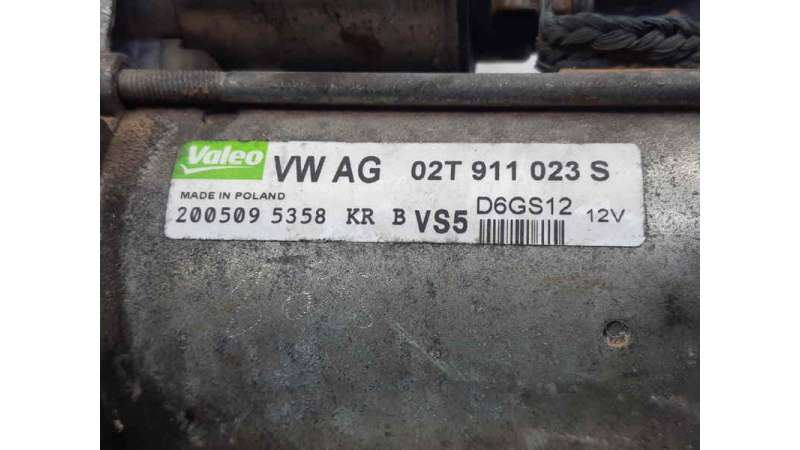 Valeo VW AG 02T 911 023 S
MADE IN POLAND
200509 5358 KR B VS5 D6GS12 12V